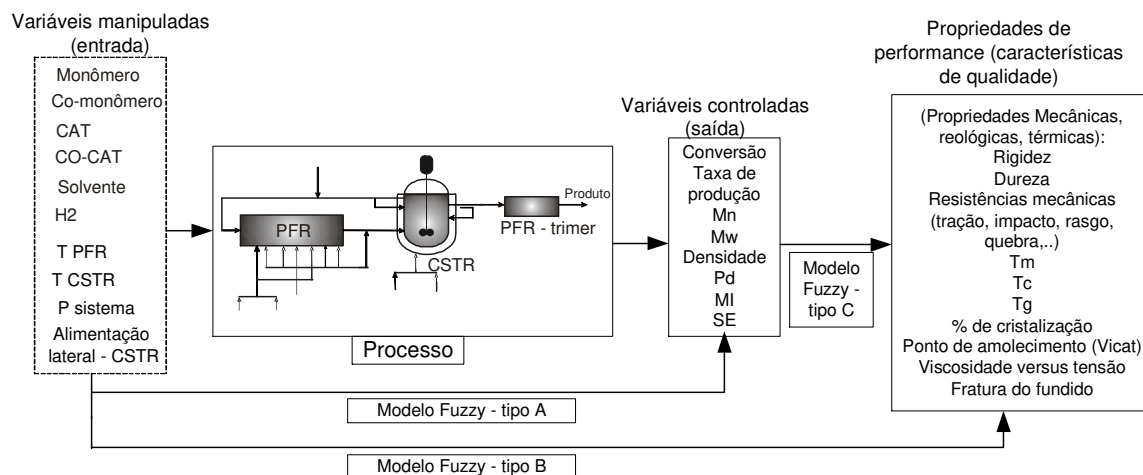 Variáveis manipuladas
(entrada)
Monômero
Co-monômero
CAT
CO-CAT
Solvente
H2
T PFR
T CSTR
P sistema
Alimentação
lateral - CSTR
PFR
CSTR
Produto
PFR - trimer
Processo
Variáveis controladas
(saída)
Conversão
Taxa de
produção
Mn
Mw
Densidade
Pd
MI
SE
Modelo
Fuzzy -
tipo C
Propriedades de
performance (características
de qualidade)
(Propriedades Mecânicas,
reológicas, térmicas):
Rigidez
Dureza
Resistências mecânicas
(tração, impacto, rasgo,
quebra,..)
Tm
Tc
Tg
% de cristalização
Ponto de amolecimento (Vicat)
Viscosidade versus tensão
Fratura do fundido
Modelo Fuzzy - tipo A
Modelo Fuzzy - tipo B